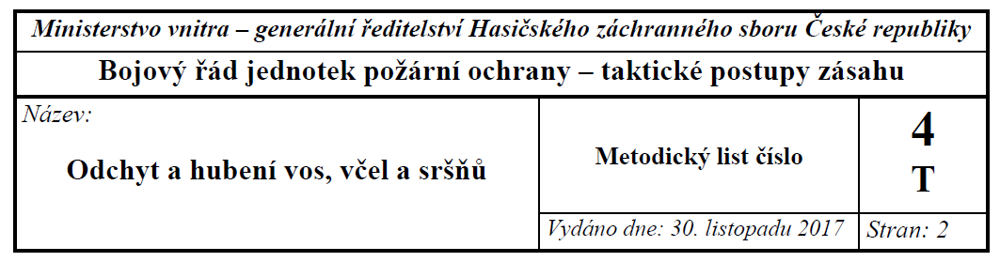 Ministerstvo vnitra – generální ředitelství Hasičského záchranného sboru České republiky
Bojový řád jednotek požární ochrany – taktické postupy zásahu
Název:
Odchyt a hubení vos, včel a sršňů
Metodický list číslo
4
T
Vydáno dne: 30. listopadu 2017
Stran: 2